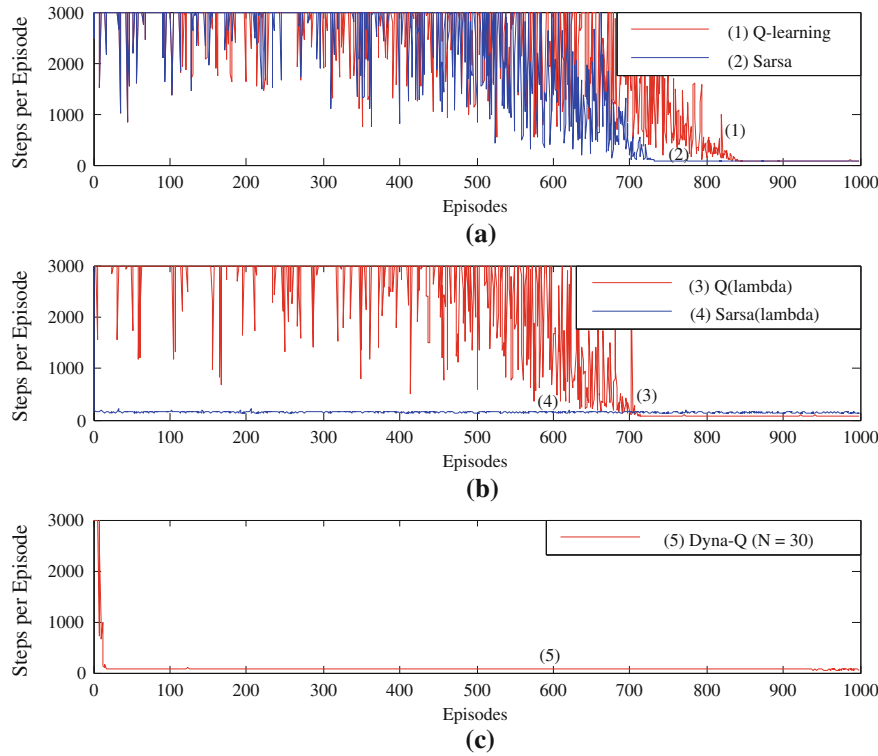 3000
2000
1000
0
Steps per Episode
(1) Q-learning
(2) Sarsa
(1)
(2)
0 100 200 300 400 500 600 700 800 900 1000
Episodes
(a)
3000
2000
1000
0
Steps per Episode
(3) Q(lambda)
(4) Sarsa(lambda)
(4)
(3)
0 100 200 300 400 500 600 700 800 900 1000
Episodes
(b)
3000
2000
1000
0
Steps per Episode
(5) Dyna-Q (N = 30)
(5)
0 100 200 300 400 500 600 700 800 900 1000
Episodes
(c)